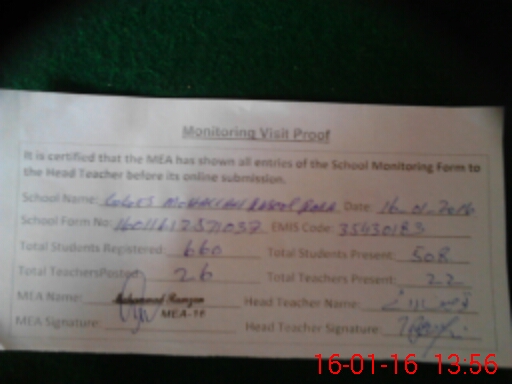 Monitoring Visit Proof
It is certified that the MEA has shown all entries of the School Monitoring Form to
the Head Teacher before its online submission.
School Name: Date: 16-01-2016
School Form No: EMIS Code: 35430183
Total Students Registered: 660 Total Students Present: 508
Total TeachersPosted: 26 Total Teachers Present: 22
MEA Name: Muhammad Ramzan Head Teacher Name:
MEA-18
MEA Signature: Head Teacher Signature:
16-01-16 13:56